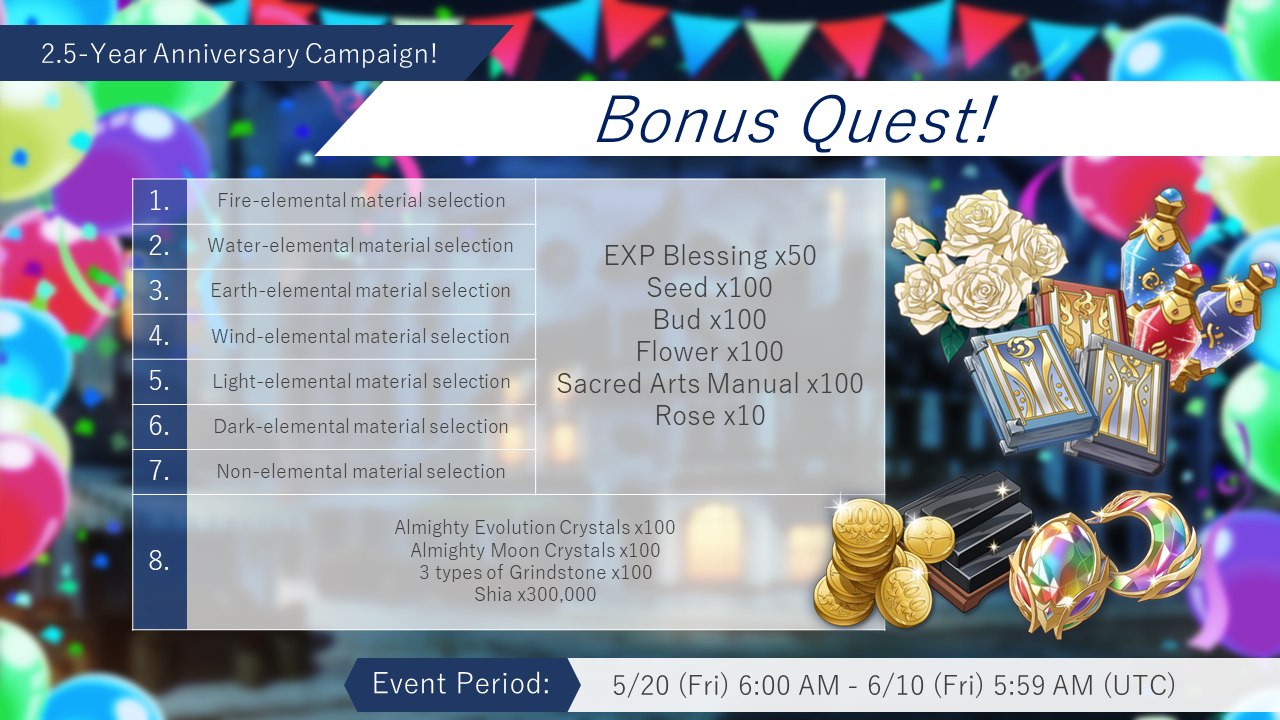 2.5-Year Anniversary Campaign!
Bonus Quest!
1. Fire-elemental material selection
2. Water-elemental material selection
3. Earth-elemental material selection
4. Wind-elemental material selection
5. Light-elemental material selection
6. Dark-elemental material selection
7. Non-elemental material selection
EXP Blessing x50
Seed x100
Bud x100
Flower x100
Sacred Arts Manual x100
Rose x10
8.
Almighty Evolution Crystals x100
Almighty Moon Crystals x100
3 types of Grindstone x100
Shia x300,000
100
Event Period: 5/20 (Fri) 6:00 AM - 6/10 (Fri) 5:59 AM (UTC)